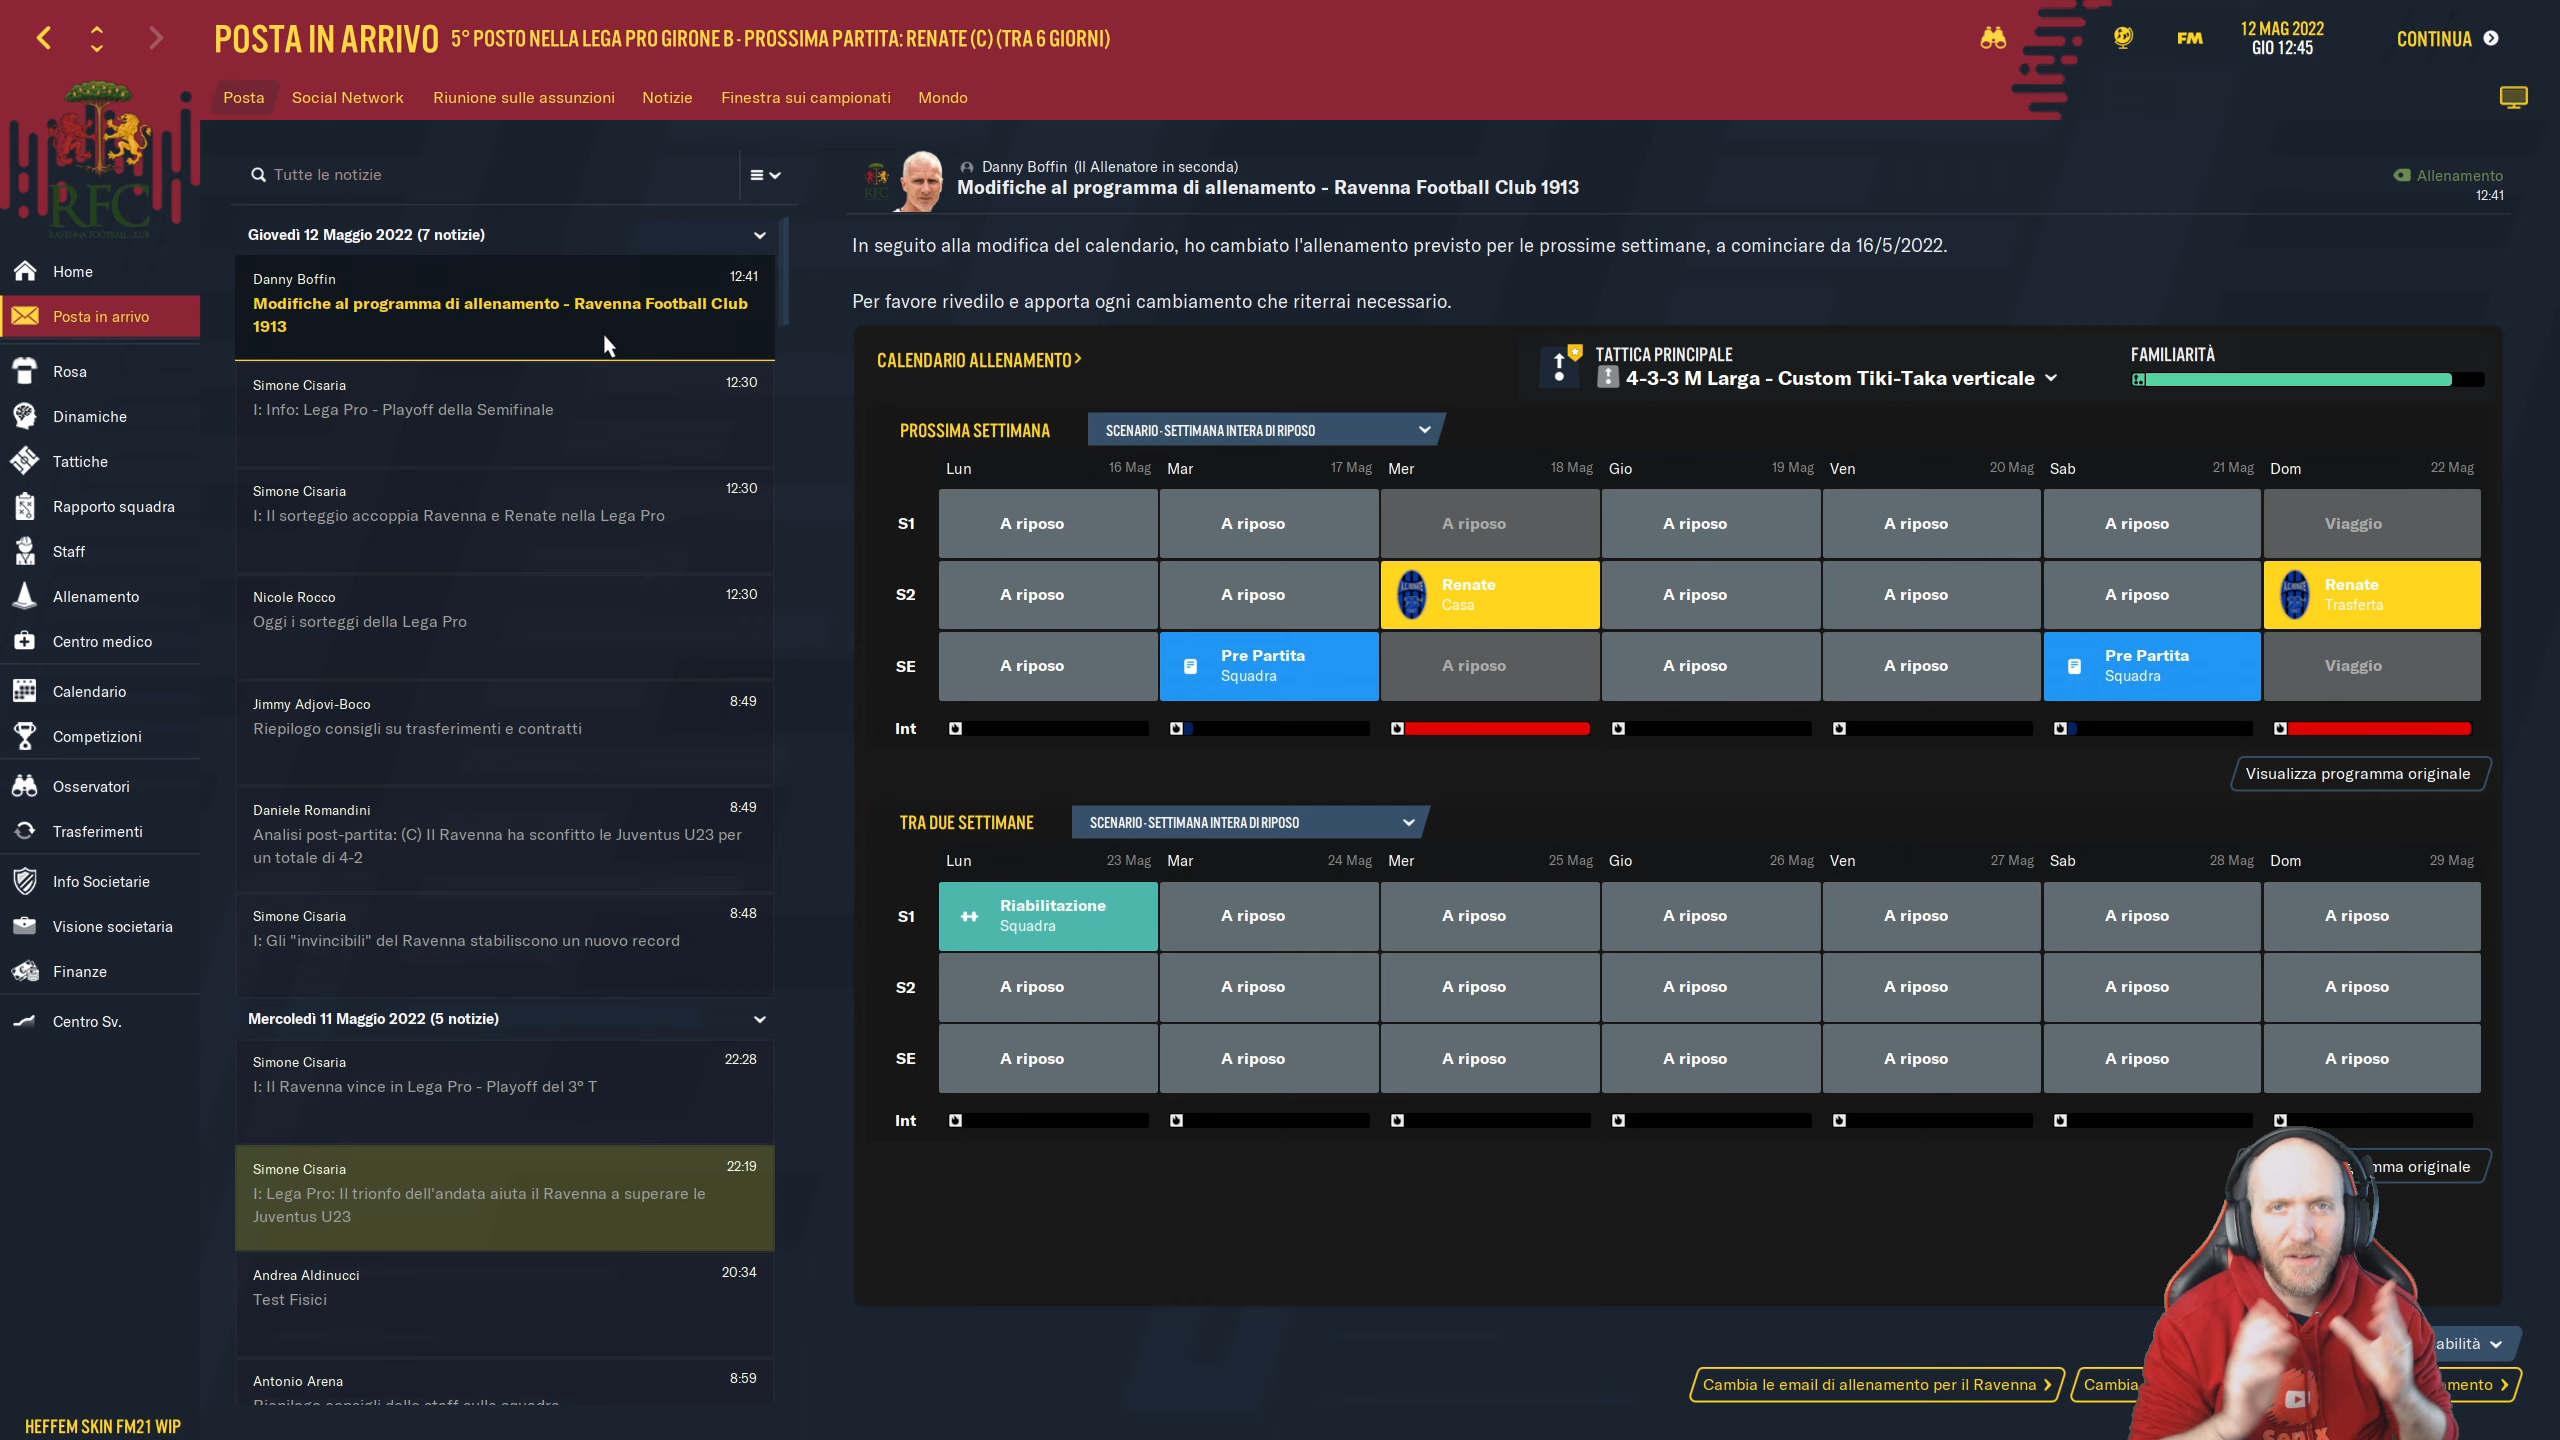 POSTA IN ARRIVO
5° POSTO NELLA LEGA PRO GIRONE B - PROSSIMA PARTITA: RENATE (C) (TRA 6 GIORNI)
FM
12 MAG 2022
GIO 12:45
CONTINUA
Posta Social Network Riunione sulle assunzioni Notizie Finestra sui campionati Mondo
RFC
RAVENNA FOOTBALL CLUB
Home
Posta in arrivo
Rosa
Dinamiche
Tattiche
Rapporto squadra
Staff
Allenamento
Centro medico
Calendario
Competizioni
Osservatori
Trasferimenti
Info Societarie
Visione societaria
Finanze
Centro Sv.
HEFFEM SKIN FM21 WIP
Tutte le notizie
Giovedì 12 Maggio 2022 (7 notizie)
Danny Boffin 12:41
Modifiche al programma di allenamento - Ravenna Football Club
1913
Simone Cisaria 12:30
I: Info: Lega Pro - Playoff della Semifinale
Simone Cisaria 12:30
I: Il sorteggio accoppia Ravenna e Renate nella Lega Pro
Nicole Rocco 12:30
Oggi i sorteggi della Lega Pro
Jimmy Adjovi-Boco 8:49
Riepilogo consigli su trasferimenti e contratti
Daniele Romandini 8:49
Analisi post-partita: (C) Il Ravenna ha sconfitto le Juventus U23 per
un totale di 4-2
Simone Cisaria 8:48
I: Gli "invincibili" del Ravenna stabiliscono un nuovo record
Mercoledì 11 Maggio 2022 (5 notizie)
Simone Cisaria 22:28
I: Il Ravenna vince in Lega Pro - Playoff del 3° T
Simone Cisaria 22:19
I: Lega Pro: Il trionfo dell'andata aiuta il Ravenna a superare le
Juventus U23
Andrea Aldinucci 20:34
Test Fisici
Antonio Arena 8:59
Riepilogo consigli dello staff sulla squadra
Danny Boffin (Il Allenatore in seconda)
Modifiche al programma di allenamento - Ravenna Football Club 1913
Allenamento
12:41
In seguito alla modifica del calendario, ho cambiato l'allenamento previsto per le prossime settimane, a cominciare da 16/5/2022.
Per favore rivedilo e apporta ogni cambiamento che riterrai necessario.
CALENDARIO ALLENAMENTO
TATTICA PRINCIPALE
4-3-3 M Larga - Custom Tiki-Taka verticale
FAMILIARITÀ
PROSSIMA SETTIMANA SCENARIO - SETTIMANA INTERA DI RIPOSO
Lun 16 Mag Mar 17 Mag Mer 18 Mag Gio 19 Mag Ven 20 Mag Sab 21 Mag Dom 22 Mag
S1 A riposo A riposo A riposo A riposo A riposo A riposo Viaggio
S2 A riposo A riposo Renate Casa A riposo A riposo A riposo Renate Trasferta
SE A riposo Pre Partita Squadra A riposo A riposo A riposo Pre Partita Squadra Viaggio
Int
Visualizza programma originale
TRA DUE SETTIMANE SCENARIO - SETTIMANA INTERA DI RIPOSO
Lun 23 Mag Mar 24 Mag Mer 25 Mag Gio 26 Mag Ven 27 Mag Sab 28 Mag Dom 29 Mag
S1 Riabilitazione Squadra A riposo A riposo A riposo A riposo A riposo A riposo
S2 A riposo A riposo A riposo A riposo A riposo A riposo A riposo
SE A riposo A riposo A riposo A riposo A riposo A riposo A riposo
Int
mma originale
abilità
Cambia le email di allenamento per il Ravenna
Cambia
mento